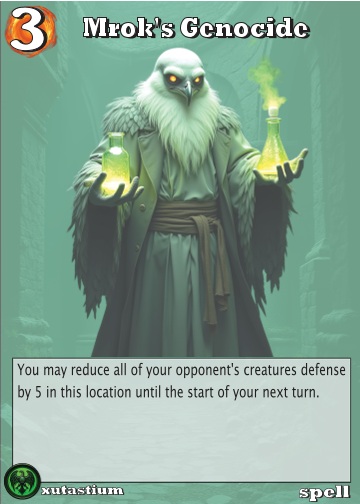 3
Mrok's Genocide
You may reduce all of your opponent's creatures defense
by 5 in this location until the start of your next turn.
xutastium
spell